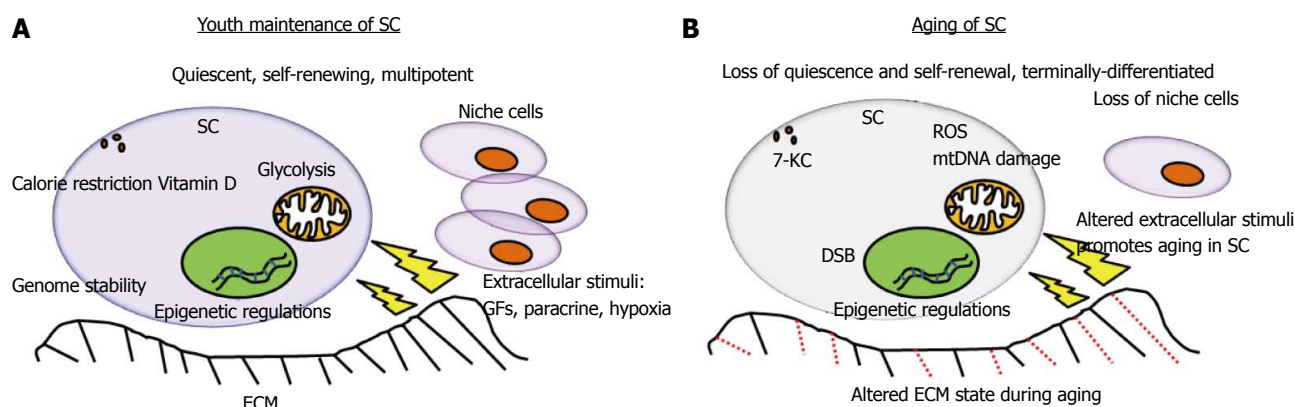 A
Youth maintenance of SC
Quiescent, self-renewing, multipotent
Niche cells
SC
Glycolysis
Calorie restriction Vitamin D
Genome stability
Epigenetic regulations
Extracellular stimuli:
GFs, paracrine, hypoxia
ECM
B
Aging of SC
Loss of quiescence and self-renewal, terminally-differentiated
Loss of niche cells
SC
ROS
mtDNA damage
7-KC
Altered extracellular stimuli
promotes aging in SC
DSB
Epigenetic regulations
Altered ECM state during aging